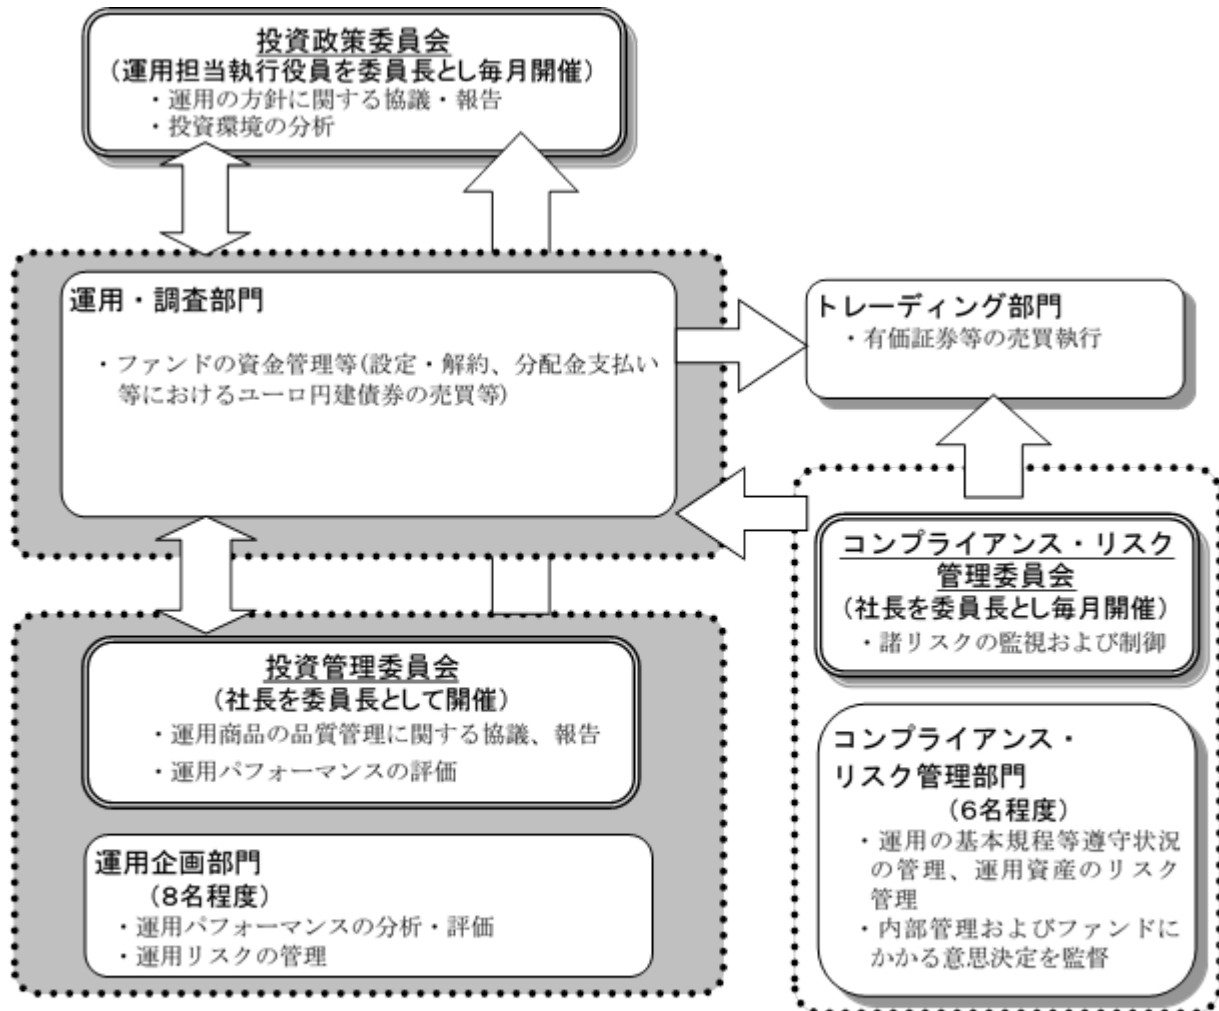 投資政策委員会
（運用担当執行役員を委員長とし毎月開催）
・運用の方針に関する協議・報告
・投資環境の分析
運用・調査部門
・ファンドの資金管理等(設定・解約、分配金支払い
等におけるユーロ円建債券の売買等)
トレーディング部門
・有価証券等の売買執行
投資管理委員会
（社長を委員長として開催）
・運用商品の品質管理に関する協議、報告
・運用パフォーマンスの評価
運用企画部門
（８名程度）
・運用パフォーマンスの分析・評価
・運用リスクの管理
コンプライアンス・リスク
管理委員会
（社長を委員長とし毎月開催）
・諸リスクの監視および制御
コンプライアンス・
リスク管理部門
（６名程度）
・運用の基本規程等遵守状況
の管理、運用資産のリスク
管理
・内部管理およびファンドに
かかる意思決定を監督